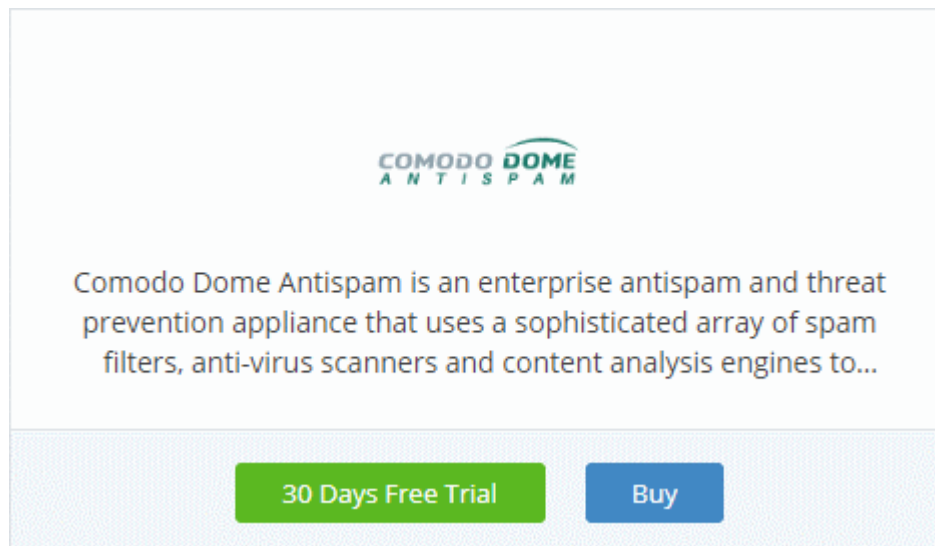 COMODO DOME
ANTISPAM
Comodo Dome Antispam is an enterprise antispam and threat
prevention appliance that uses a sophisticated array of spam
filters, anti-virus scanners and content analysis engines to...
30 Days Free Trial Buy